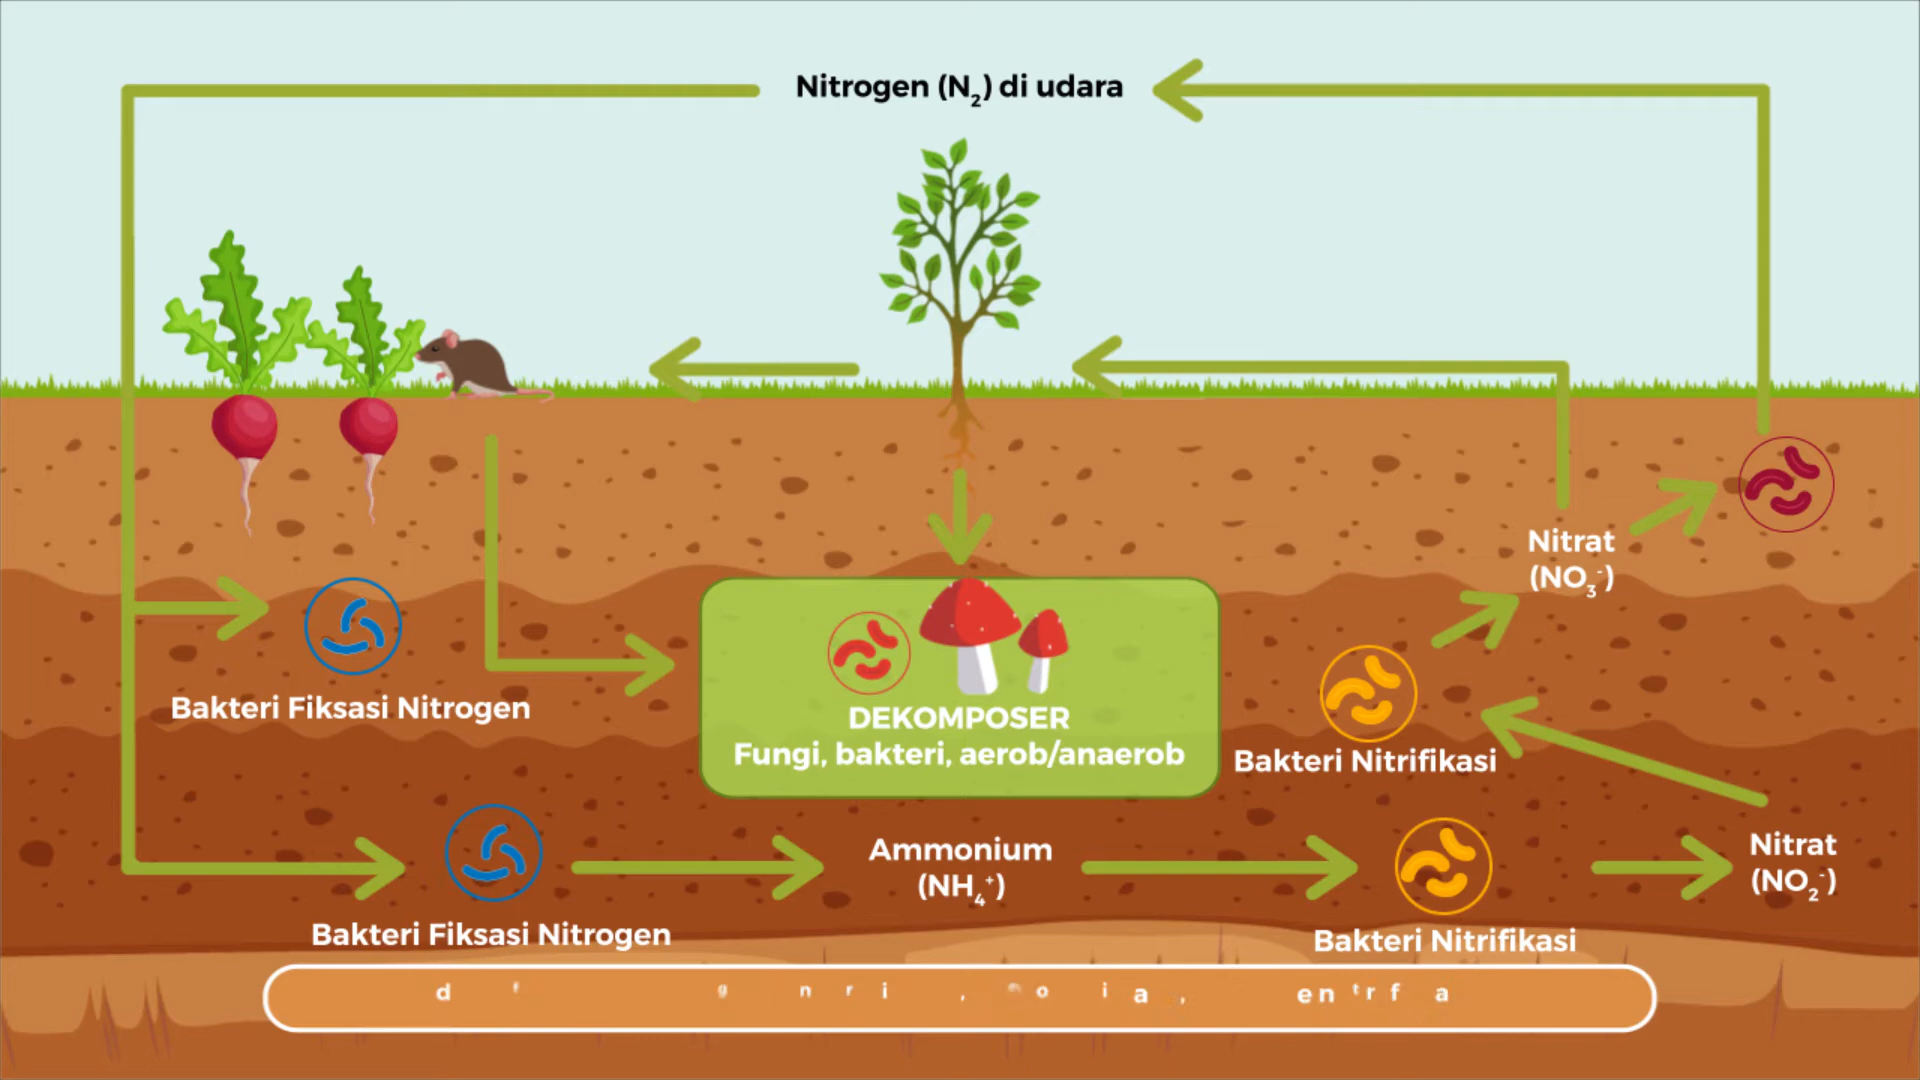 Nitrogen (N₂) di udara
Nitrat
(NO₃⁻)
Bakteri Fiksasi Nitrogen
DEKOMPOSER
Fungi, bakteri, aerob/anaerob
Bakteri Nitrifikasi
Ammonium
(NH₄⁺)
Nitrat
(NO₂⁻)
Bakteri Fiksasi Nitrogen
Bakteri Nitrifikasi